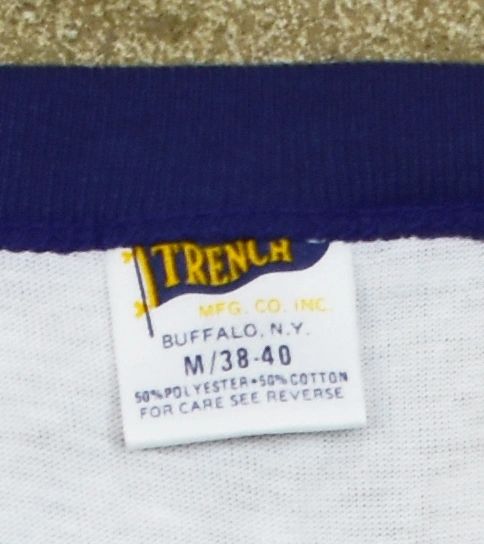 TRENCH
MFG. CO. INC.
BUFFALO, N.Y.
M/38-40
50% POLYESTER•50% COTTON
FOR CARE SEE REVERSE